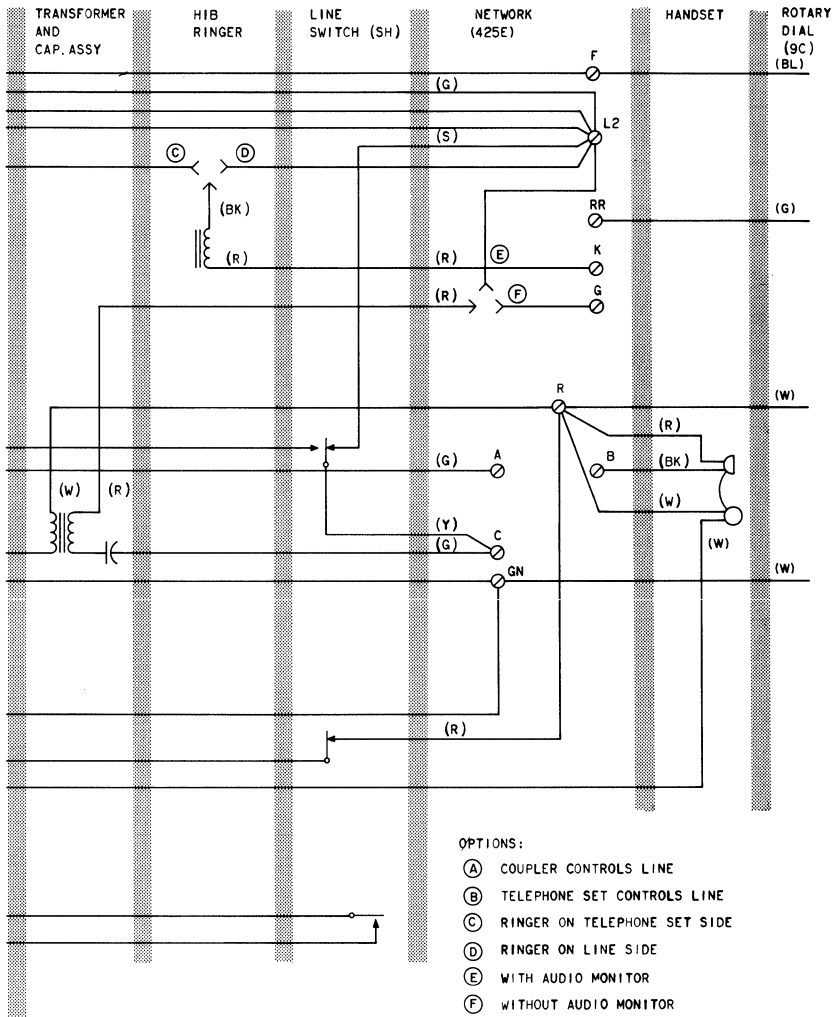 TRANSFORMER AND CAP. ASSY
HIB RINGER
LINE SWITCH (SH)
NETWORK (425E)
HANDSET
ROTARY DIAL (9C)
F
(BL)
(G)
L2
(S)
C
D
(BK)
RR
(G)
(R)
(R)
E
K
(R)
F
G
R
(W)
(R)
A
(G)
B
(BK)
(W)
(R)
(W)
(Y)
C
(G)
(W)
GN
(W)
(R)
OPTIONS:
A COUPLER CONTROLS LINE
B TELEPHONE SET CONTROLS LINE
C RINGER ON TELEPHONE SET SIDE
D RINGER ON LINE SIDE
E WITH AUDIO MONITOR
F WITHOUT AUDIO MONITOR